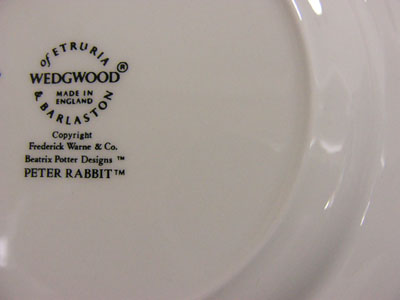 of ETRURIA
WEDGWOOD®
MADE IN
ENGLAND
& BARLASTON
Copyright
Frederick Warne & Co.
Beatrix Potter Designs ™
PETER RABBIT™